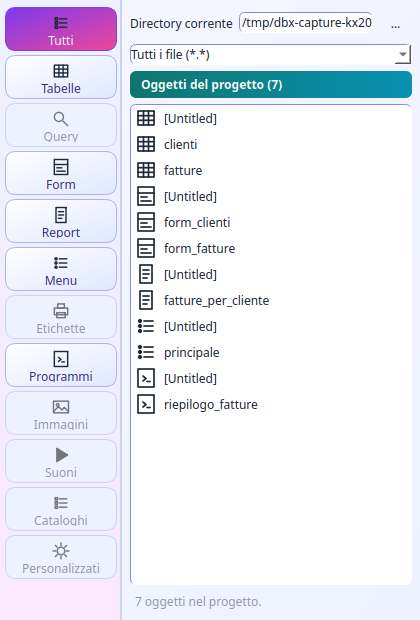 Tutti
Tabelle
Query
Form
Report
Menu
Etichette
Programmi
Immagini
Suoni
Cataloghi
Personalizzati
Directory corrente /tmp/dbx-capture-kx20 ...
Tutti i file (*.*)
Oggetti del progetto (7)
[Untitled]
clienti
fatture
[Untitled]
form_clienti
form_fatture
[Untitled]
fatture_per_cliente
[Untitled]
principale
[Untitled]
riepilogo_fatture
7 oggetti nel progetto.